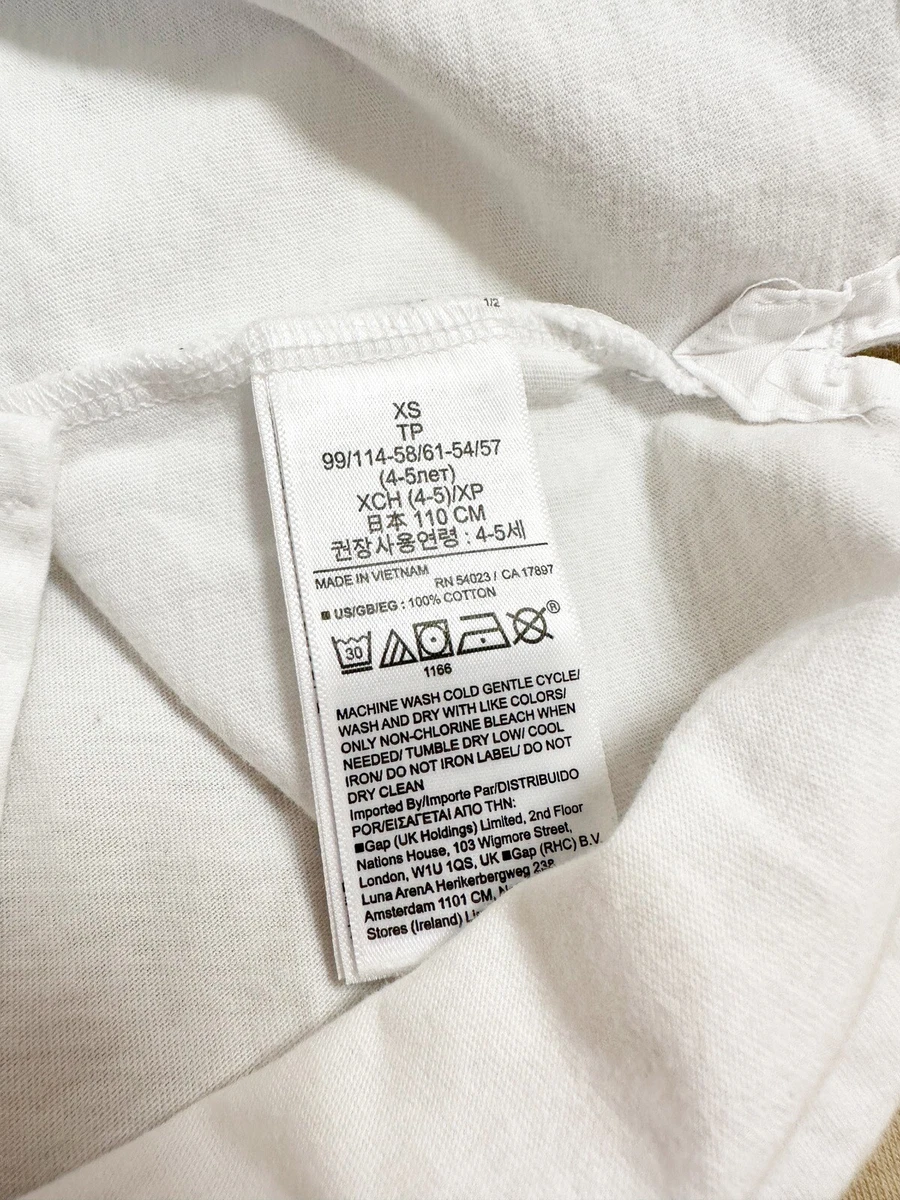 1/2
XS
TP
99/114-58/61-54/57
(4-5лет)
XCH (4-5)/XP
日本 110 CM
권장사용연령 : 4-5세
MADE IN VIETNAM
RN 54023 / CA 17897
■ US/GB/EG : 100% COTTON
30 ®
1166
MACHINE WASH COLD GENTLE CYCLE/
WASH AND DRY WITH LIKE COLORS/
ONLY NON-CHLORINE BLEACH WHEN
NEEDED/ TUMBLE DRY LOW/ COOL
IRON/ DO NOT IRON LABEL/ DO NOT
DRY CLEAN
Imported By/Importe Par/DISTRIBUIDO
POR/ΕΙΣΑΓΕΤΑΙ ΑΠΟ ΤΗΝ:
■Gap (UK Holdings) Limited, 2nd Floor
Nations House, 103 Wigmore Street,
London, W1U 1QS, UK ■Gap (RHC) B.V.
Luna ArenA Herikerbergweg 238
Amsterdam 1101 CM,
Stores (Ireland)